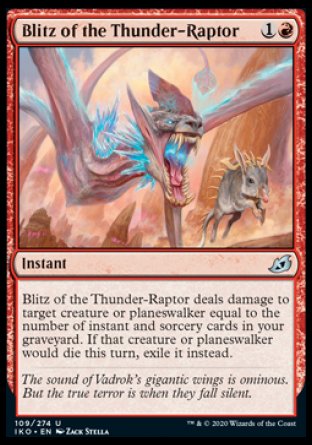 Blitz of the Thunder-Raptor 1
Instant
Blitz of the Thunder-Raptor deals damage to
target creature or planeswalker equal to the
number of instant and sorcery cards in your
graveyard. If that creature or planeswalker
would die this turn, exile it instead.
The sound of Vadrok's gigantic wings is ominous.
But the true terror is when they fall silent.
109/274 U
IKO • EN Zack Stella
™ & © 2020 Wizards of the Coast